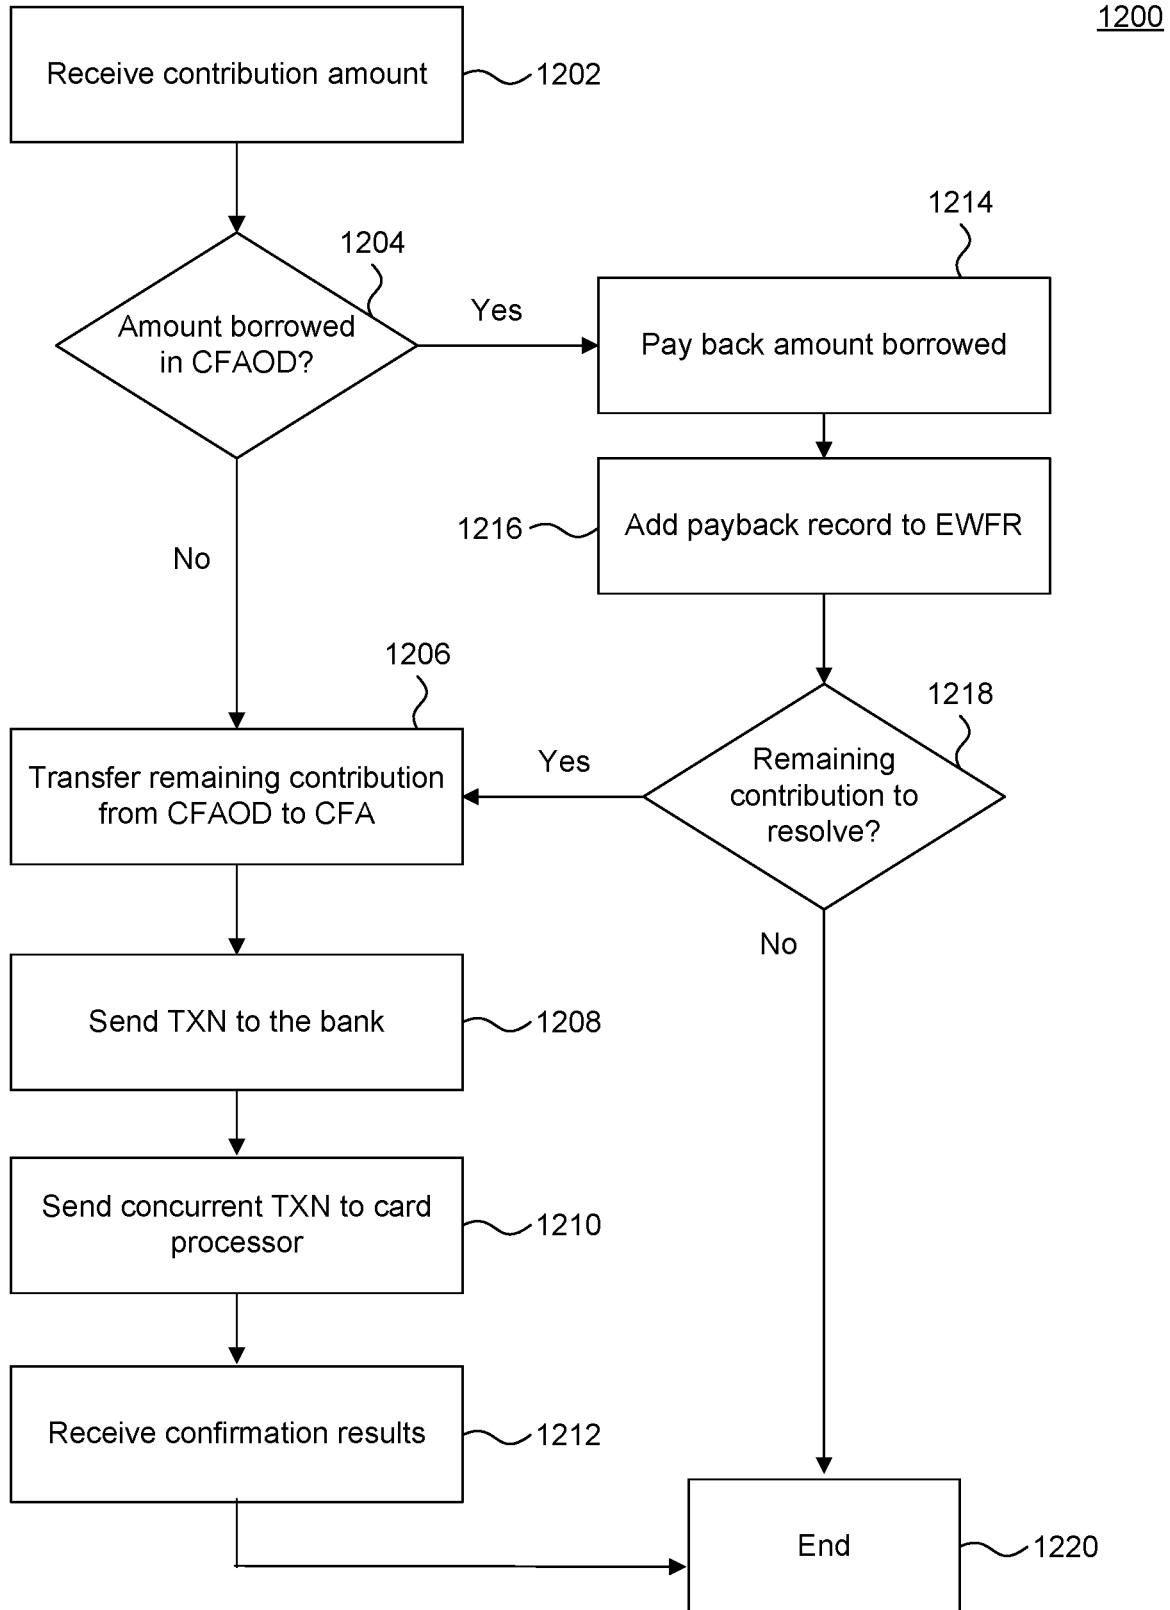 1200
Receive contribution amount
1202
1204
Amount borrowed
in CFAOD?
Yes
No
1214
Pay back amount borrowed
1216
Add payback record to EWFR
1206
Transfer remaining contribution
from CFAOD to CFA
Yes
1218
Remaining
contribution to
resolve?
No
Send TXN to the bank
1208
Send concurrent TXN to card
processor
1210
Receive confirmation results
1212
End
1220